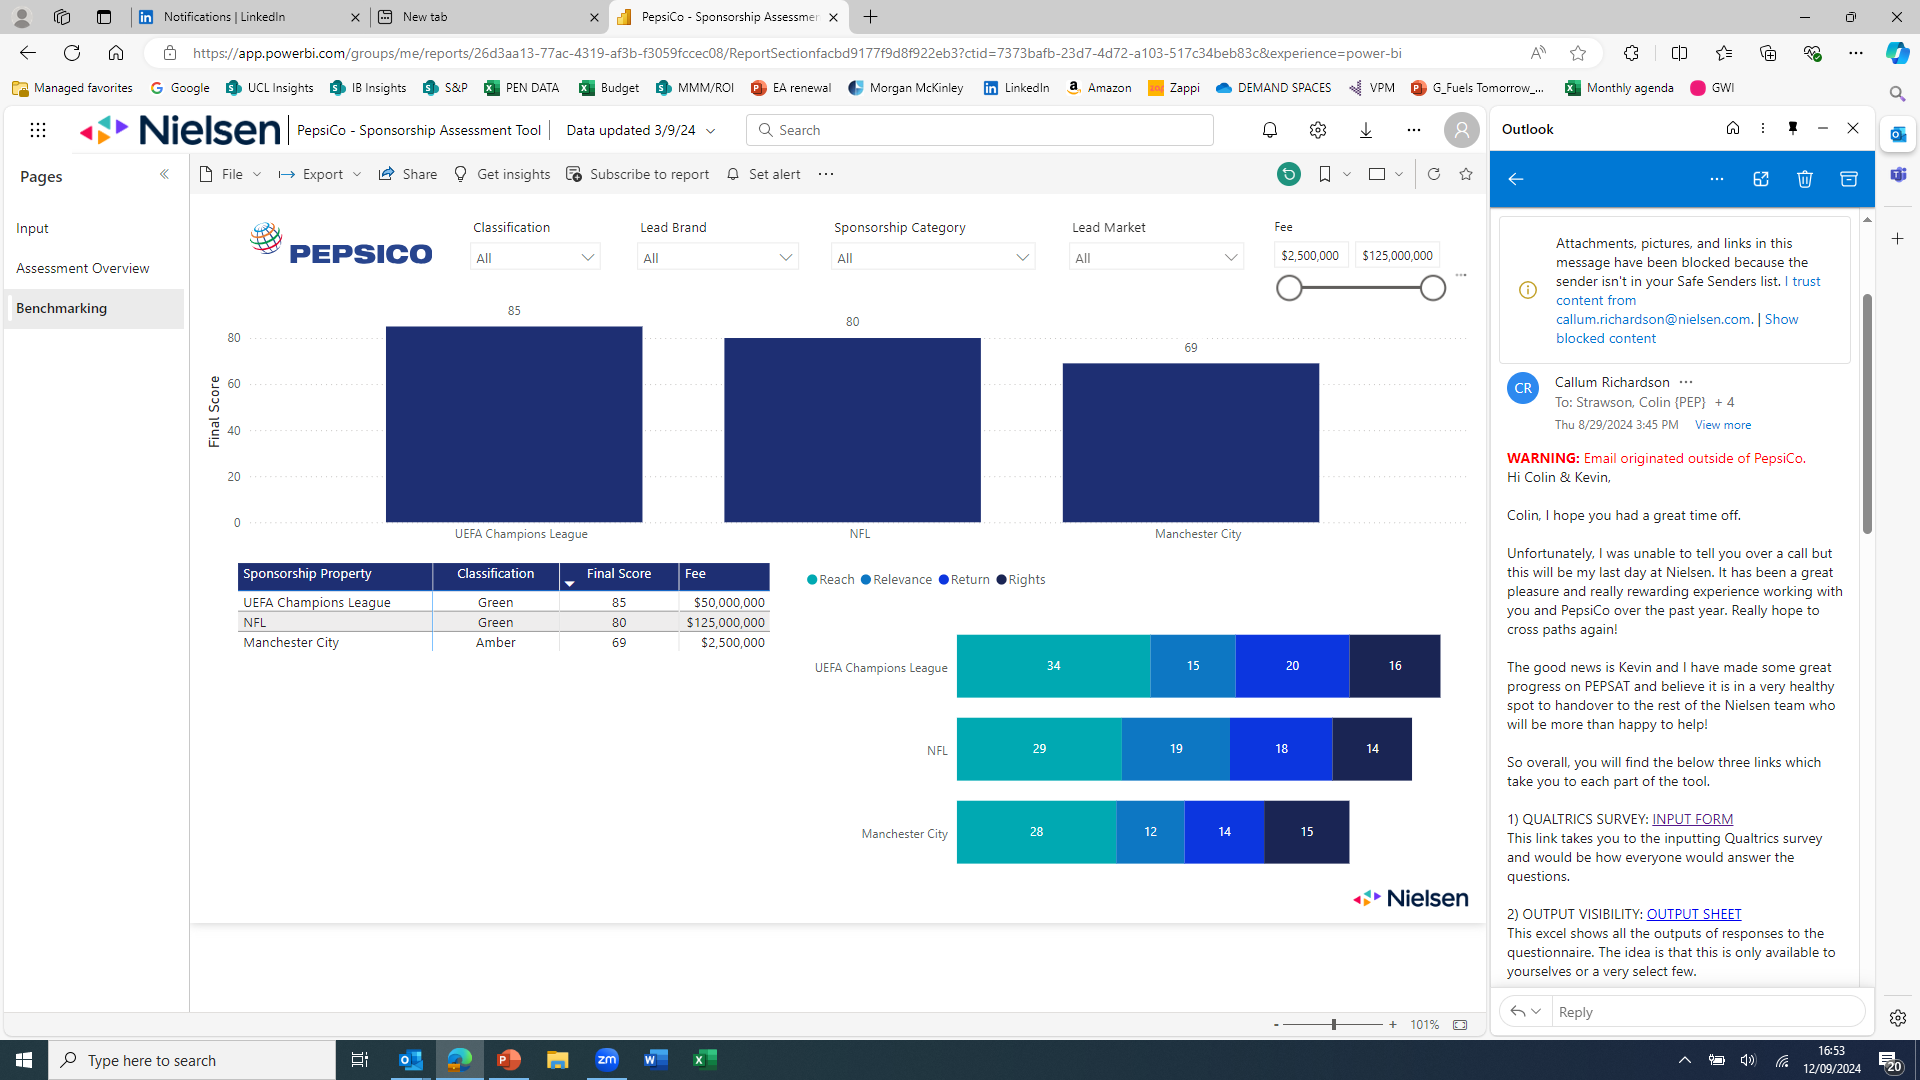 Notifications | LinkedIn
New tab
PepsiCo - Sponsorship Assessmen
https://app.powerbi.com/groups/me/reports/26d3aa13-77ac-4319-af3b-f3059fccec08/ReportSectionfacbd9177f9d8f922eb3?ctid=7373bafb-23d7-4d72-a103-517c34beb83c&experience=power-bi
Managed favorites Google UCL Insights IB Insights S&P PEN DATA Budget MMM/ROI EA renewal Morgan McKinley LinkedIn Amazon Zappi DEMAND SPACES VPM G_Fuels Tomorrow_... Monthly agenda GWI
Nielsen PepsiCo - Sponsorship Assessment Tool Data updated 3/9/24 Search
Pages
Input
Assessment Overview
Benchmarking
File Export Share Get insights Subscribe to report Set alert ...
PEPSICO
Classification
All
Lead Brand
All
Sponsorship Category
All
Lead Market
All
Fee
$2,500,000 $125,000,000
Final Score
80
60
40
20
0
85
80
69
UEFA Champions League
NFL
Manchester City
Sponsorship Property Classification Final Score Fee
UEFA Champions League Green 85 $50,000,000
NFL Green 80 $125,000,000
Manchester City Amber 69 $2,500,000
Reach Relevance Return Rights
UEFA Champions League 34 15 20 16
NFL 29 19 18 14
Manchester City 28 12 14 15
Nielsen
101%
Outlook
Attachments, pictures, and links in this
message have been blocked because the
sender isn't in your Safe Senders list. I trust
content from
callum.richardson@nielsen.com. | Show
blocked content
CR
Callum Richardson ...
To: Strawson, Colin {PEP} + 4
Thu 8/29/2024 3:45 PM View more
WARNING: Email originated outside of PepsiCo.
Hi Colin & Kevin,
Colin, I hope you had a great time off.
Unfortunately, I was unable to tell you over a call but
this will be my last day at Nielsen. It has been a great
pleasure and really rewarding experience working with
you and PepsiCo over the past year. Really hope to
cross paths again!
The good news is Kevin and I have made some great
progress on PEPSAT and believe it is in a very healthy
spot to handover to the rest of the Nielsen team who
will be more than happy to help!
So overall, you will find the below three links which
take you to each part of the tool.
1) QUALTRICS SURVEY: INPUT FORM
This link takes you to the inputting Qualtrics survey
and would be how everyone would answer the
questions.
2) OUTPUT VISIBILITY: OUTPUT SHEET
This excel shows all the outputs of responses to the
questionnaire. The idea is that this is only available to
yourselves or a very select few.
Reply
Type here to search
16:53
12/09/2024
20